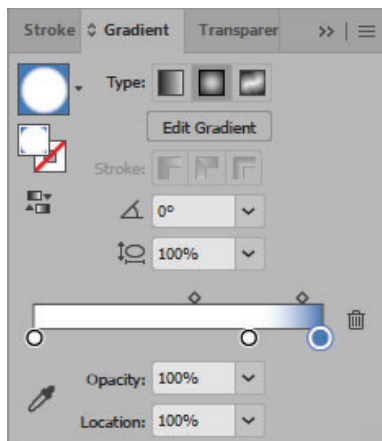 Stroke Gradient Transparer
Type:
Edit Gradient
Stroke:
0°
100%
Opacity: 100%
Location: 100%